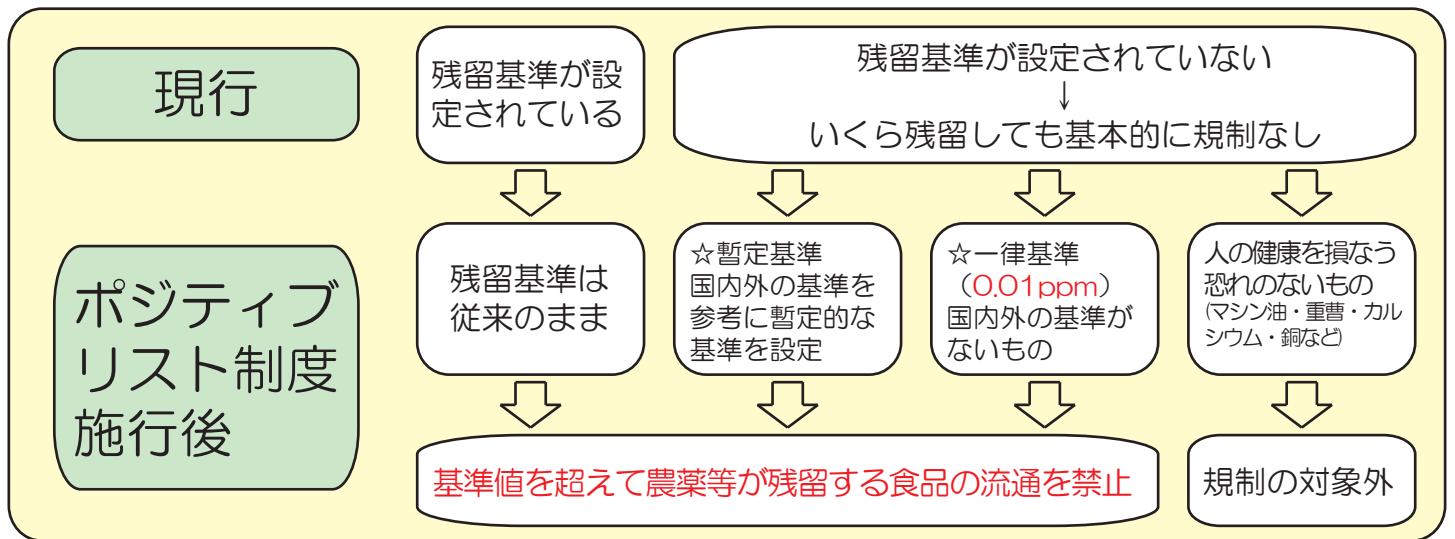 現行
残留基準が設
定されている
残留基準が設定されていない
↓
いくら残留しても基本的に規制なし
ポジティブ
リスト制度
施行後
残留基準は
従来のまま
☆暫定基準
国内外の基準を
参考に暫定的な
基準を設定
☆一律基準
（0.01ppm）
国内外の基準が
ないもの
人の健康を損なう
恐れのないもの
(マシン油・重曹・カル
シウム・銅など)
基準値を超えて農薬等が残留する食品の流通を禁止
規制の対象外